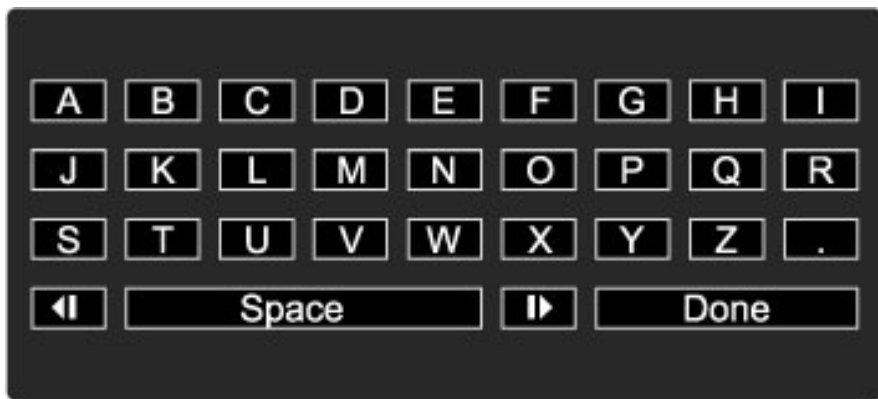 A B C D E F G H I
J K L M N O P Q R
S T U V W X Y Z .
Space Done